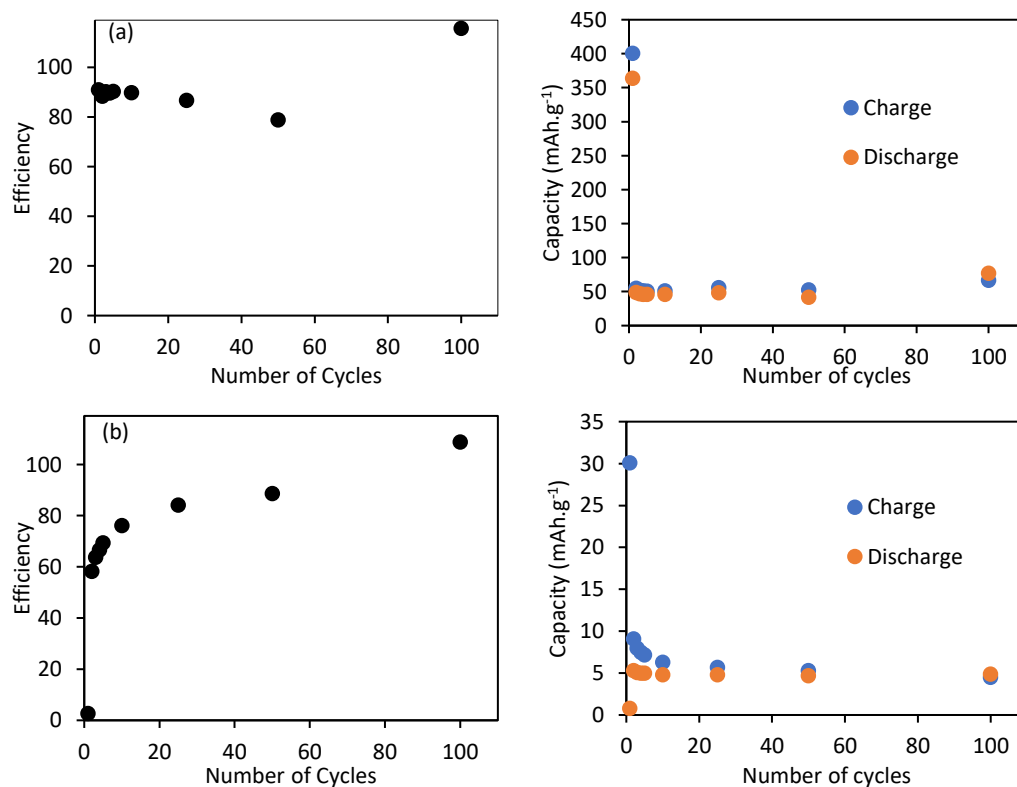 (a)
Efficiency
100
80
60
40
20
0
0 20 40 60 80 100
Number of Cycles
Capacity (mAh.g-1)
450
400
350
300
250
200
150
100
50
0
Charge
Discharge
0 20 40 60 80 100
Number of cycles
(b)
Efficiency
100
80
60
40
20
0
0 20 40 60 80 100
Number of Cycles
Capacity (mAh.g-1)
35
30
25
20
15
10
5
0
Charge
Discharge
0 20 40 60 80 100
Number of cycles